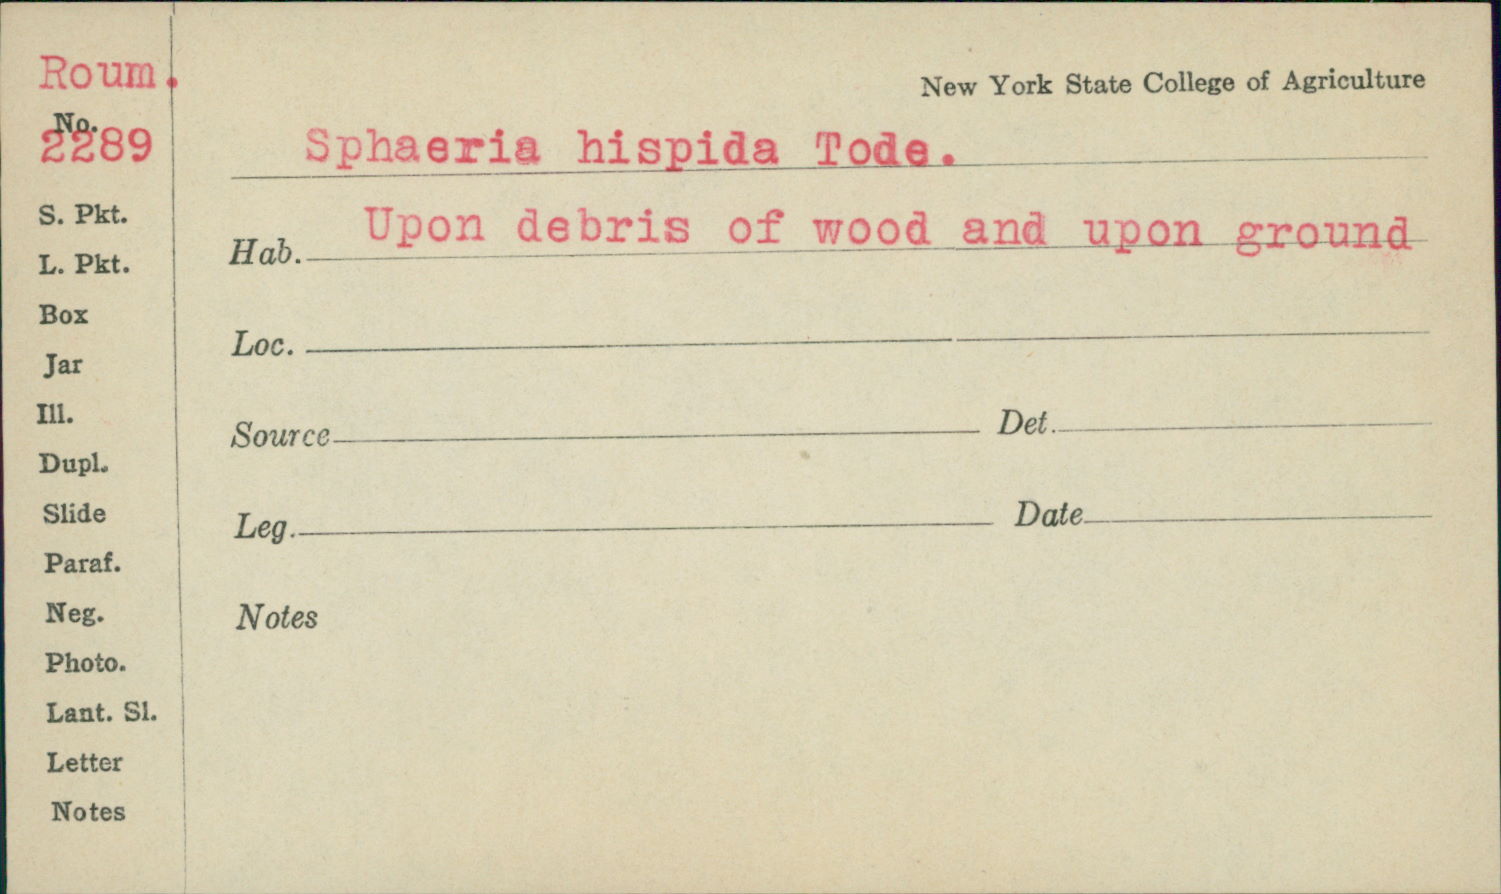 Roum.
New York State College of Agriculture
No.
2289
Sphaeria hispida Tode.
S. Pkt.
Hab. Upon debris of wood and upon ground
L. Pkt.
Box
Loc.
Jar
Ill.
Source Det.
Dupl.
Slide
Leg. Date
Paraf.
Neg.
Notes
Photo.
Lant. Sl.
Letter
Notes